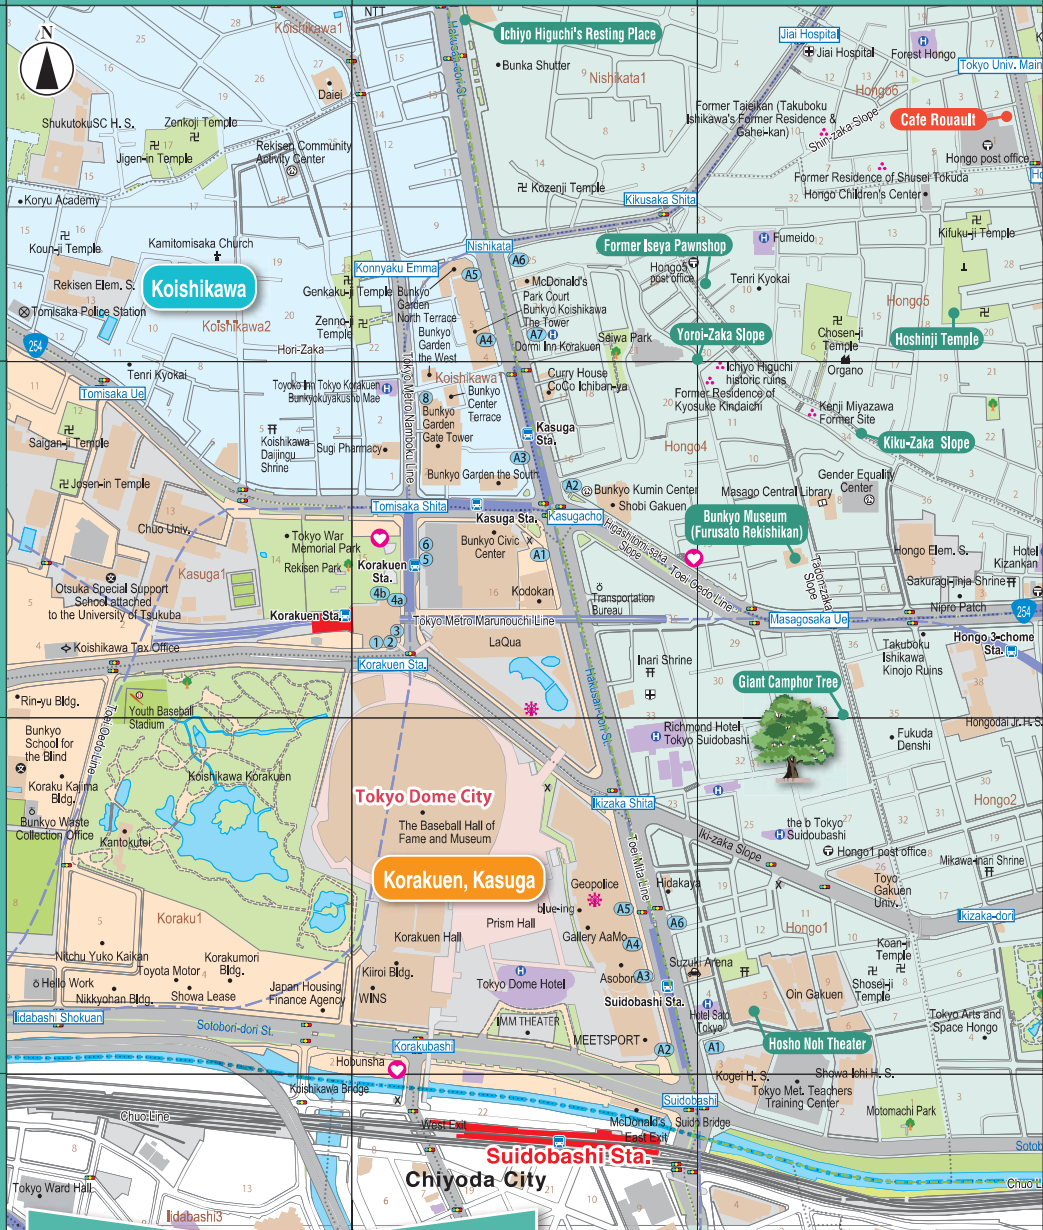 NTT
Koishikawa1
Ichiyo Higuchi's Resting Place
Hakusan-dori St.
Bunka Shutter
Nishikata1
Jiai Hospital
Jiai Hospital
Forest Hongo
Tokyo Univ. Main
Hongo6
N
Daiei
ShukutokuSC H. S.
Zenkoji Temple
Jigen-in Temple
Rekisen Community
Activity Center
Former Taieikan (Takuboku
Ishikawa's Former Residence &
Gahei-kan)
Shin-zaka Slope
Cafe Rouault
Hongo post office
Former Residence of Shusei Tokuda
Hongo Children's Center
Koryu Academy
Kozenji Temple
Kikusaka Shita
Koun-ji Temple
Kamitomisaka Church
Nishikata
Former Iseya Pawnshop
Fumeido
Kifuku-ji Temple
Konnyaku Emma
A6
A5
Hongo5
post office
Tenri Kyokai
Rekisen Elem. S.
Koishikawa
Genkaku-ji Temple
Bunkyo
Garden
North Terrace
McDonald's
Park Court
Bunkyo Koishikawa
The Tower
Hongo5
Tomisaka Police Station
Koishikawa2
Zenno-ji
Temple
Bunkyo
Garden
the West
A4
A7
Dormi Inn Korakuen
Seiwa Park
Yoroi-Zaka Slope
Chosen-ji
Temple
Organo
Hoshinji Temple
254
Hori-Zaka
Tenri Kyokai
Tomisaka Ue
Toyoko Inn Tokyo Korakuen
Bunkyokuyakusho Mae
Tokyo Metro Namboku Line
Koishikawa1
Curry House
CoCo Ichiban-ya
Ichiyo Higuchi
historic ruins
Former Residence of
Kyosuke Kindaichi
Kenji Miyazawa
Former Site
8
Bunkyo
Center
Terrace
Bunkyo
Garden
Gate Tower
Kasuga
Sta.
Hongo4
Kiku-Zaka Slope
Saigan-ji Temple
Koishikawa
Daijingu
Shrine
Sugi Pharmacy
A3
Bunkyo Garden the South
Josen-in Temple
A2
Bunkyo Kumin Center
Shobi Gakuen
Masago Central Library
Gender Equality
Center
Tomisaka Shita
Kasuga Sta.
Kasugacho
Bunkyo Museum
(Furusato Rekishikan)
Chuo Univ.
Tokyo War
Memorial Park
Bunkyo Civic
Center
A1
Higashitomi-saka
Slope
Hongo Elem. S.
Hotel
Kizankan
Rekisen Park
Korakuen
Sta.
6
5
Kasuga1
Otsuka Special Support
School attached
to the University of Tsukuba
4b
4a
Kodokan
Toei Oedo Line
Tadon-zaka
Slope
Sakuragi-jinja Shrine
Transportation
Bureau
Nipro Patch
254
Korakuen Sta.
3
1
2
Tokyo Metro Marunouchi Line
Masagosaka Ue
Koishikawa Tax Office
Korakuen Sta.
LaQua
Inari Shrine
Takuboku
Ishikawa
Kinojo Ruins
Hongo 3-chome
Sta.
Hakusan-dori St.
Giant Camphor Tree
Rin-yu Bldg.
Youth Baseball
Stadium
Toei Oedo Line
Bunkyo
School for
the Blind
Richmond Hotel
Tokyo Suidobashi
Fukuda
Denshi
Hongodai Jr. H. S.
Koraku Kajima
Bldg.
Koishikawa Korakuen
Tokyo Dome City
Ikizaka Shita
Hongo2
Bunkyo Waste
Collection Office
Kantokutei
The Baseball Hall of
Fame and Museum
the b Tokyo
Suidoubashi
Iki-zaka Slope
Hongo1 post office
Mikawa-inari Shrine
Korakuen, Kasuga
Toei Mita Line
Geopolice
Hidakaya
Toyo
Gakuen
Univ.
Koraku1
blue-ing
A5
A6
Ikizaka-dori
Prism Hall
Korakuen Hall
Gallery AaMo
A4
Hongo1
Koan-ji
Temple
Nitchu Yuko Kaikan
Toyota Motor
Korakumori
Bldg.
Kiiroi Bldg.
Asobono
A3
Suzuki Arena
Shosei-ji
Temple
Hello Work
Nikkyohan Bldg.
Showa Lease
Japan Housing
Finance Agency
WINS
Tokyo Dome Hotel
Suidobashi Sta.
Oin Gakuen
Iidabashi Shokuan
Sotobori-dori St.
IMM THEATER
Hotel Sato
Tokyo
Tokyo Arts and
Space Hongo
Korakubashi
MEETSPORT
A2
A1
Hosho Noh Theater
Hobunsha
Kogei H. S.
Showa Ichi H. S.
Koishikawa Bridge
Tokyo Met. Teachers
Training Center
Suidobashi
Motomachi Park
Chuo Line
West Exit
22
McDonald's
East Exit
Suido Bridge
Suidobashi Sta.
Chiyoda City
Chuo L
Tokyo Ward Hall
Iidabashi3